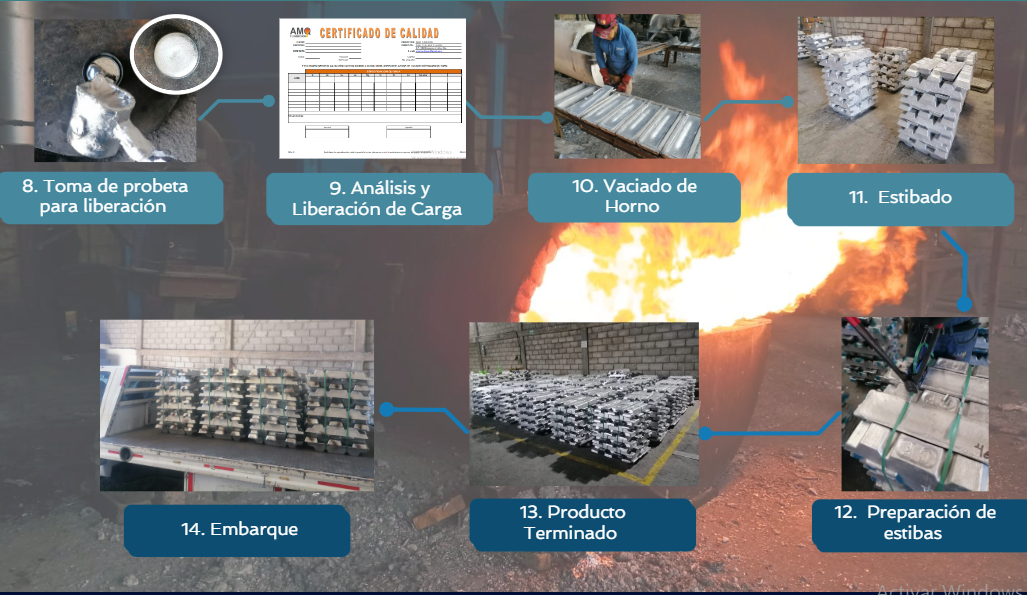 AMQ
CERTIFICADO DE CALIDAD
8. Toma de probeta
para liberación
9. Análisis y
Liberación de Carga
10. Vaciado de
Horno
11. Estibado
12. Preparación de
estibas
13. Producto
Terminado
14. Embarque
Activar Windows